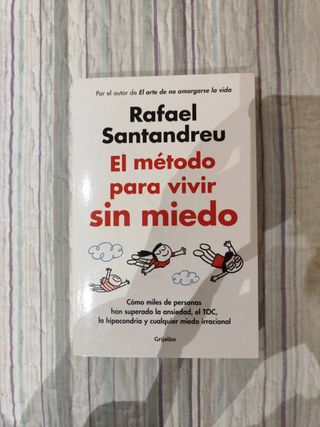 Por el autor de El arte de no amargarse la vida
Rafael
Santandreu
El método
para vivir
sin miedo
Cómo miles de personas
han superado la ansiedad, el TOC,
la hipocondría y cualquier miedo irracional
Grijalbo